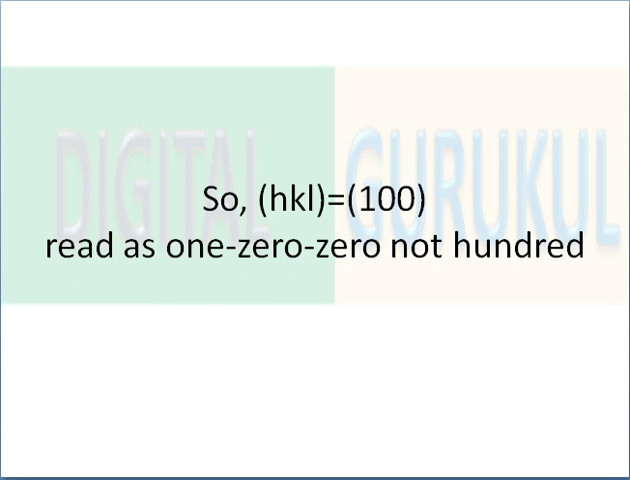 DIGITAL GURUKUL
So, (hkl)=(100)
read as one-zero-zero not hundred